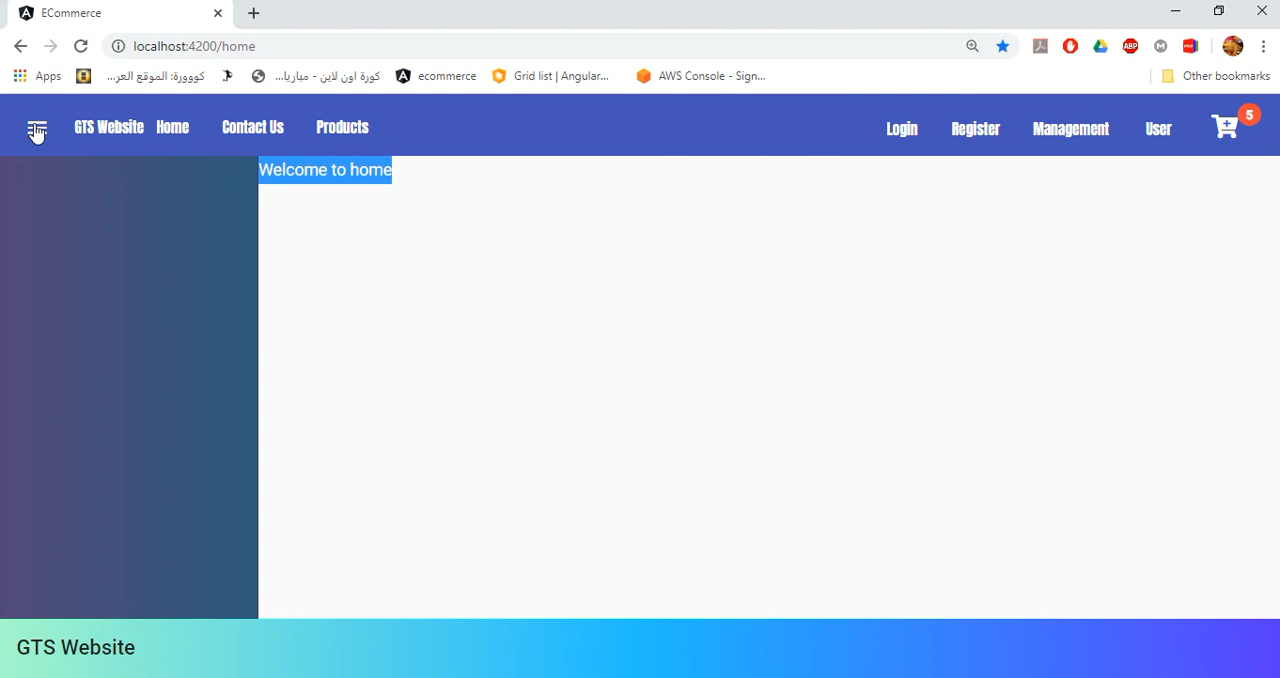 ECommerce
localhost:4200/home
Apps
كووورة: الموقع العر...
كورة اون لاين - مباريا...
ecommerce
Grid list | Angular...
AWS Console - Sign...
Other bookmarks
GTS Website Home Contact Us Products
Login Register Management User 5
Welcome to home
GTS Website